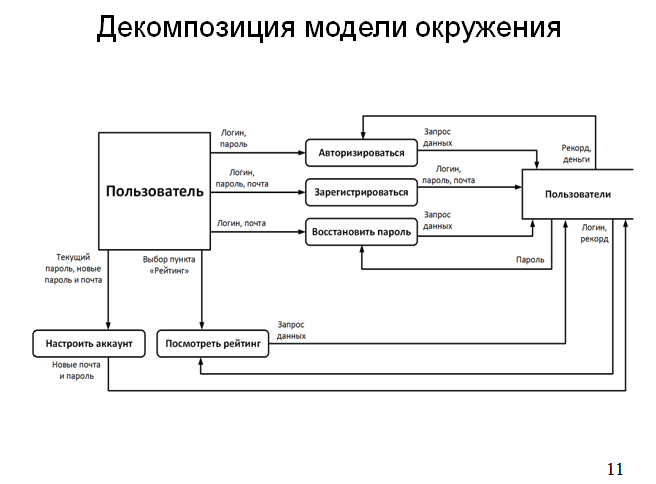 Декомпозиция модели окружения
Логин,
пароль
Запрос
данных
Рекорд,
деньги
Авторизироваться
Пользователь
Логин,
пароль, почта
Зарегистрироваться
Логин,
пароль, почта
Пользователи
Логин, почта
Восстановить пароль
Запрос
данных
Логин,
рекорд
Пароль
Текущий
пароль, новые
пароль и почта
Выбор пункта
«Рейтинг»
Настроить аккаунт
Посмотреть рейтинг
Запрос
данных
Новые почта
и пароль
11